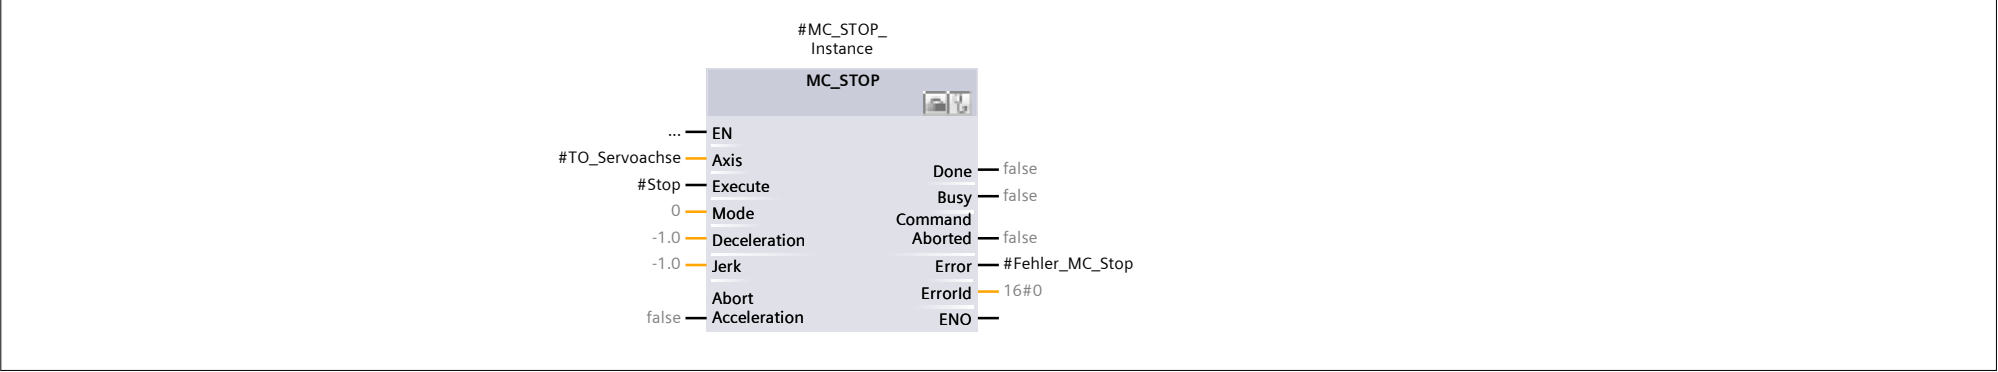 #MC_STOP_
Instance
MC_STOP
... EN
#TO_Servoachse Axis
Done false
#Stop Execute
Busy false
0 Mode
Command
Aborted false
-1.0 Deceleration
-1.0 Jerk
Error #Fehler_MC_Stop
ErrorId 16#0
Abort
false Acceleration
ENO